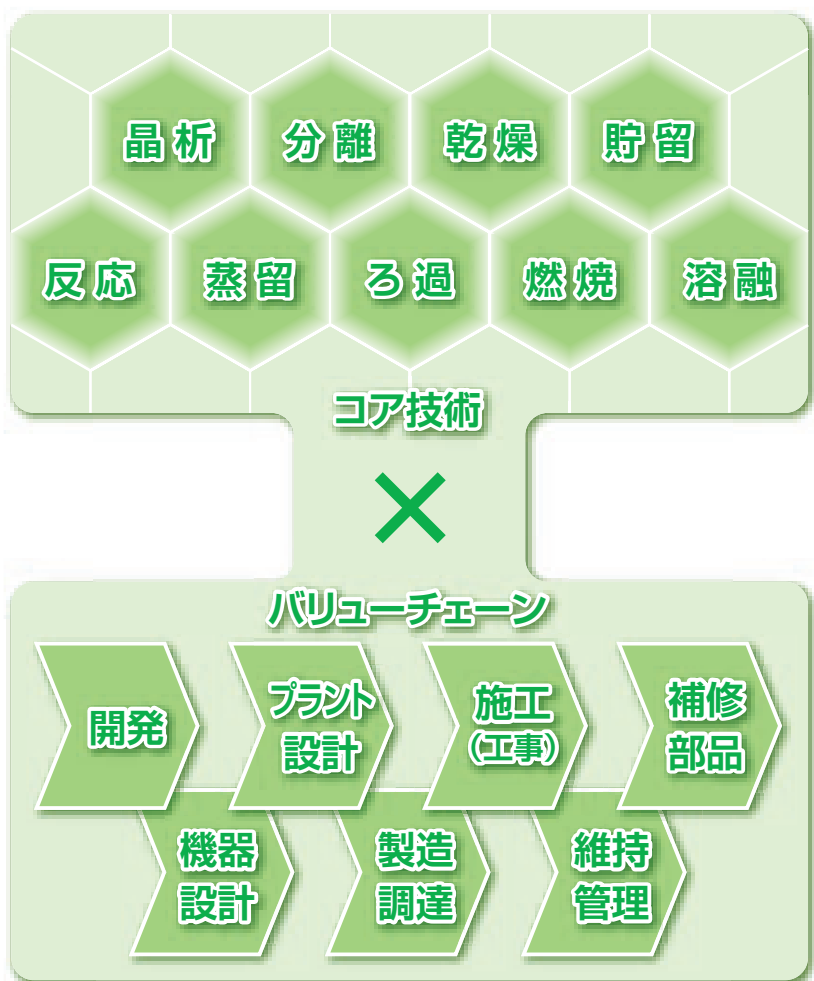 晶析 分離 乾燥 貯留
反応 蒸留 ろ過 燃焼 溶融
コア技術
×
バリューチェーン
開発
機器
設計
プラント
設計
製造
調達
施工
(工事)
維持
管理
補修
部品